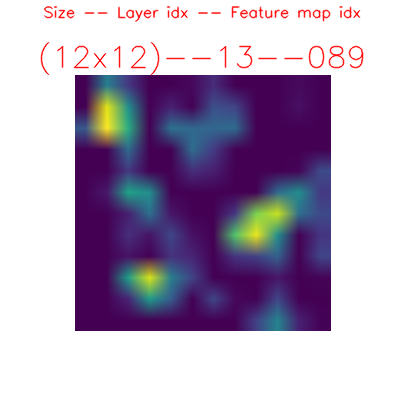 Size -- Layer idx -- Feature map idx
(12x12)--13--089